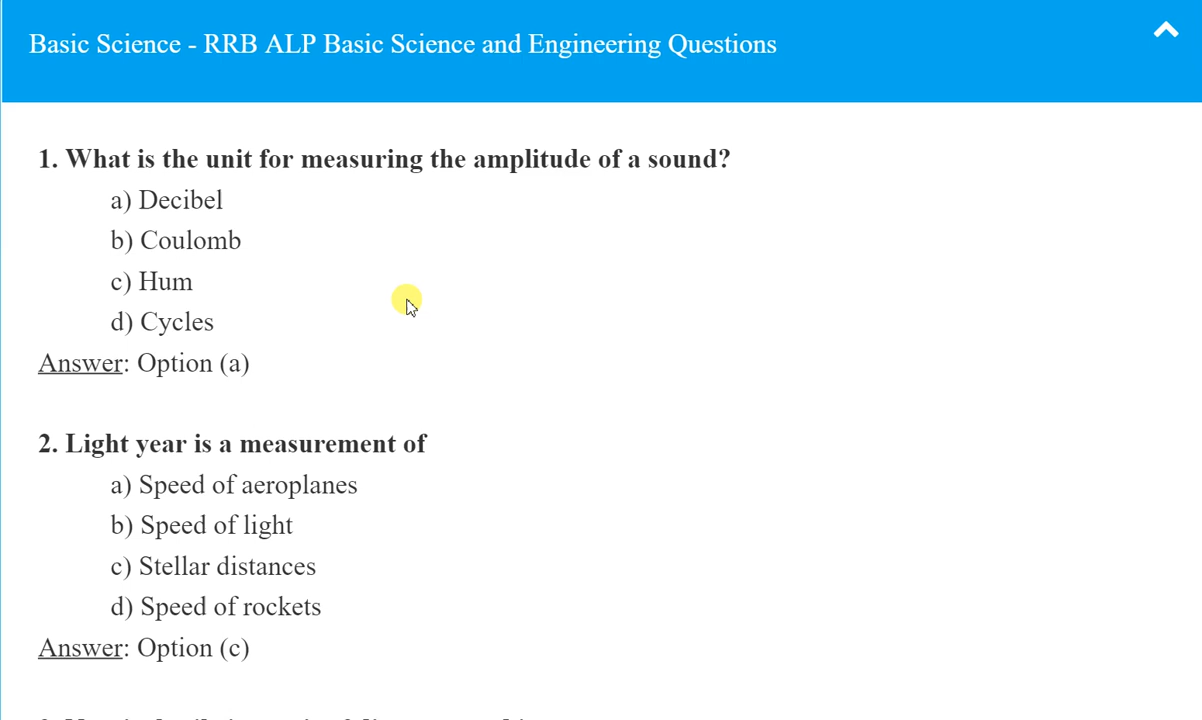 Basic Science - RRB ALP Basic Science and Engineering Questions
1. What is the unit for measuring the amplitude of a sound?
a) Decibel
b) Coulomb
c) Hum
d) Cycles
Answer: Option (a)
2. Light year is a measurement of
a) Speed of aeroplanes
b) Speed of light
c) Stellar distances
d) Speed of rockets
Answer: Option (c)